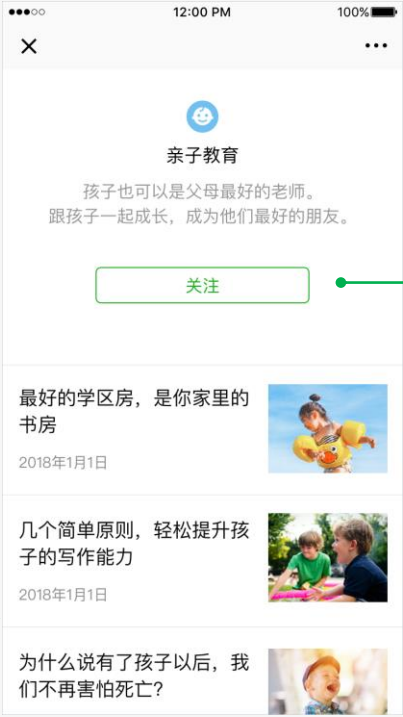 12:00 PM
100%
亲子教育
孩子也可以是父母最好的老师。
跟孩子一起成长，成为他们最好的朋友。
关注
最好的学区房，是你家里的
书房
2018年1月1日
几个简单原则，轻松提升孩
子的写作能力
2018年1月1日
为什么说有了孩子以后，我
们不再害怕死亡？